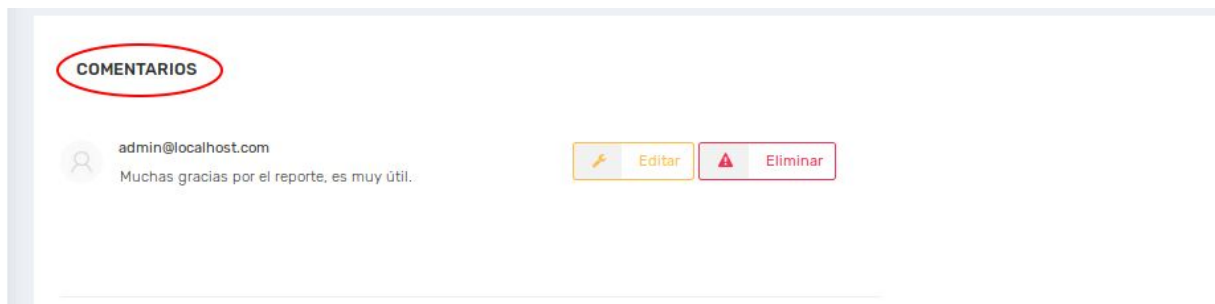 COMENTARIOS
admin@localhost.com
Muchas gracias por el reporte, es muy útil.
Editar
Eliminar